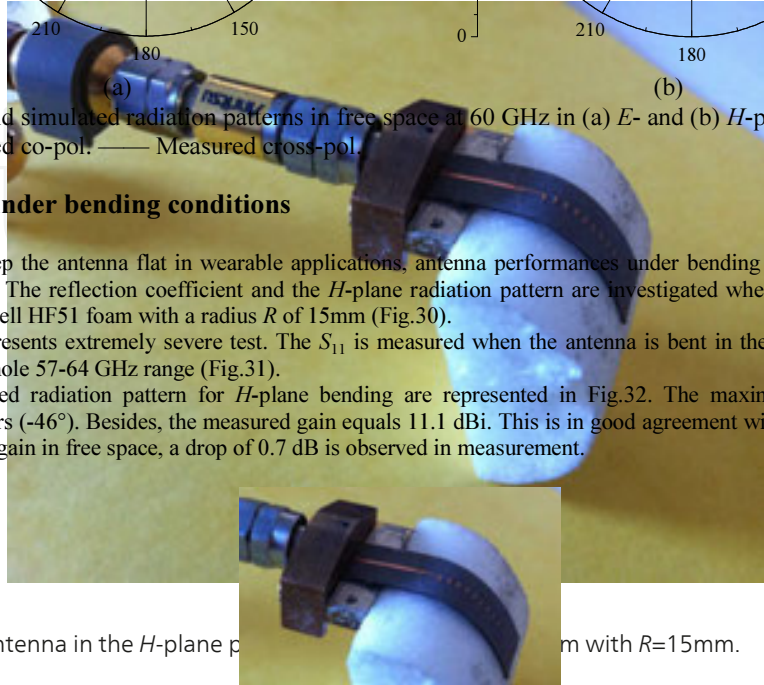 210 150 0 210
180 180
(a) (b)
d simulated radiation patterns in free space at 60 GHz in (a) E- and (b) H-p
ed co-pol. —— Measured cross-pol.
nder bending conditions
ep the antenna flat in wearable applications, antenna performances under bending
. The reflection coefficient and the H-plane radiation pattern are investigated whe
ell HF51 foam with a radius R of 15mm (Fig.30).
resents extremely severe test. The S₁₁ is measured when the antenna is bent in the
hole 57-64 GHz range (Fig.31).
ed radiation pattern for H-plane bending are represented in Fig.32. The maxim
rs (-46°). Besides, the measured gain equals 11.1 dBi. This is in good agreement wi
gain in free space, a drop of 0.7 dB is observed in measurement.
ntenna in the H-plane p m with R=15mm.